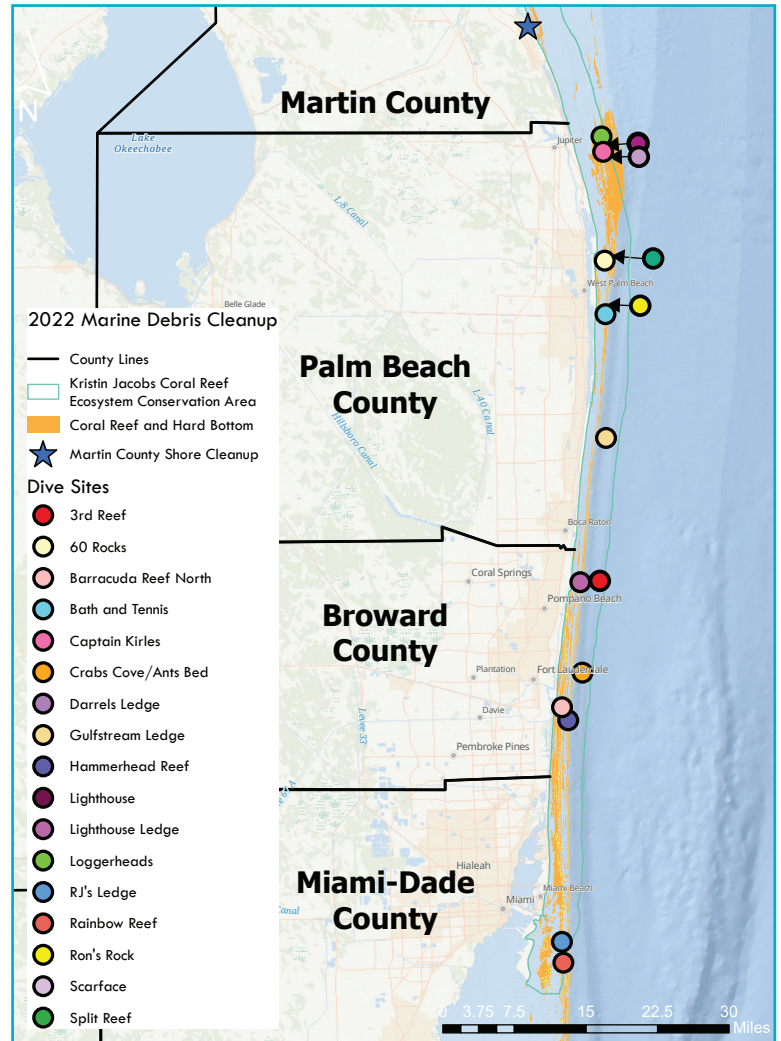 N
Martin County
Lake
Okeechobee
Jupiter
L-8 Canal
West Palm Beach
Belle Glade
2022 Marine Debris Cleanup
County Lines
Kristin Jacobs Coral Reef
Ecosystem Conservation Area
Coral Reef and Hard Bottom
Martin County Shore Cleanup
Dive Sites
3rd Reef
60 Rocks
Barracuda Reef North
Bath and Tennis
Captain Kirles
Crabs Cove/Ants Bed
Darrels Ledge
Gulfstream Ledge
Hammerhead Reef
Lighthouse
Lighthouse Ledge
Loggerheads
RJ's Ledge
Rainbow Reef
Ron's Rock
Scarface
Split Reef
Palm Beach
County
L-40 Canal
Hillsboro Canal
Boca Raton
Coral Springs
Pompano Beach
Broward
County
Plantation
Fort Lauderdale
Davie
Levee 33
Pembroke Pines
Hialeah
Miami-Dade
County
Miami Beach
Miami
Canal
0 3.75 7.5 15 22.5 30
Miles